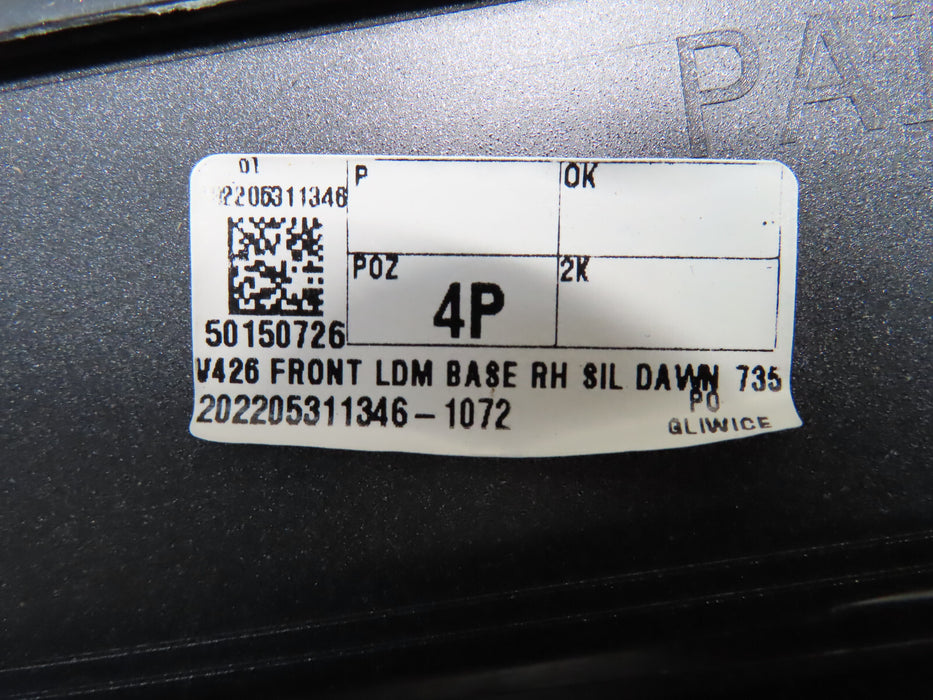 PA
01
2205311346
P
OK
POZ
4P
2K
50150726
V426 FRONT LDM BASE RH SIL DAWN 735
202205311346-1072
PO
GLIWICE